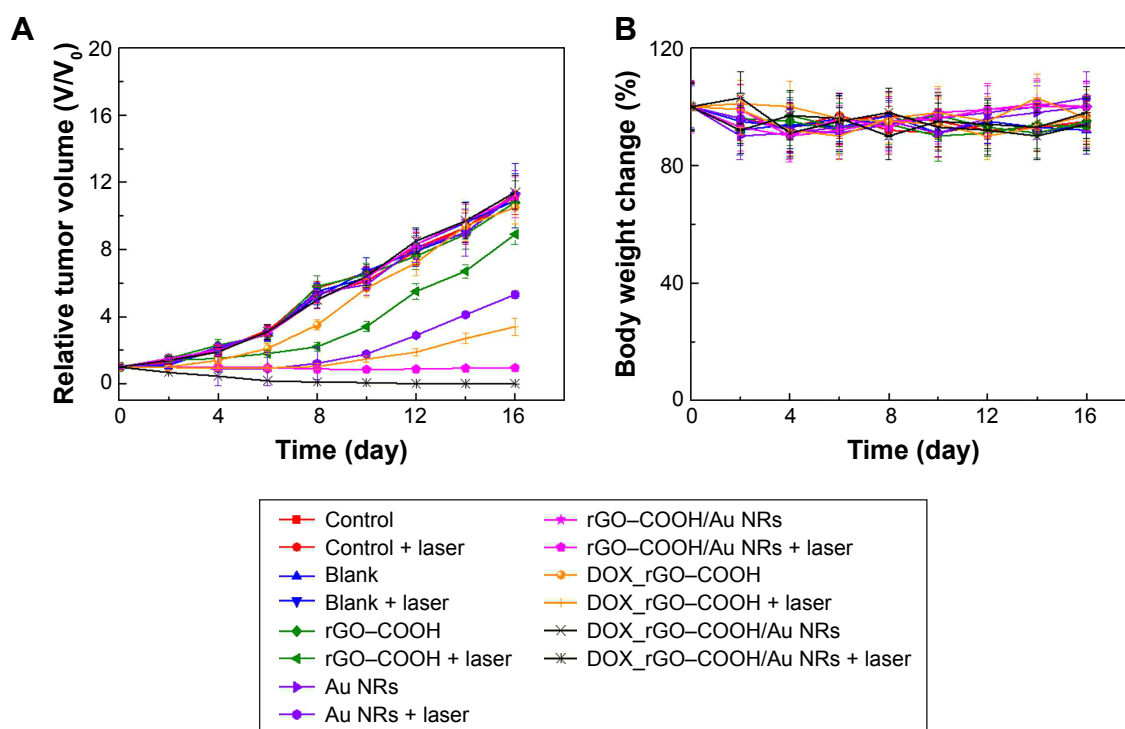 A
Relative tumor volume (V/V₀)
20
16
12
8
4
0
0 4 8 12 16
Time (day)
B
Body weight change (%)
120
80
40
0
0 4 8 12 16
Time (day)
Control
Control + laser
Blank
Blank + laser
rGO–COOH
rGO–COOH + laser
Au NRs
Au NRs + laser
rGO–COOH/Au NRs
rGO–COOH/Au NRs + laser
DOX_rGO–COOH
DOX_rGO–COOH + laser
DOX_rGO–COOH/Au NRs
DOX_rGO–COOH/Au NRs + laser